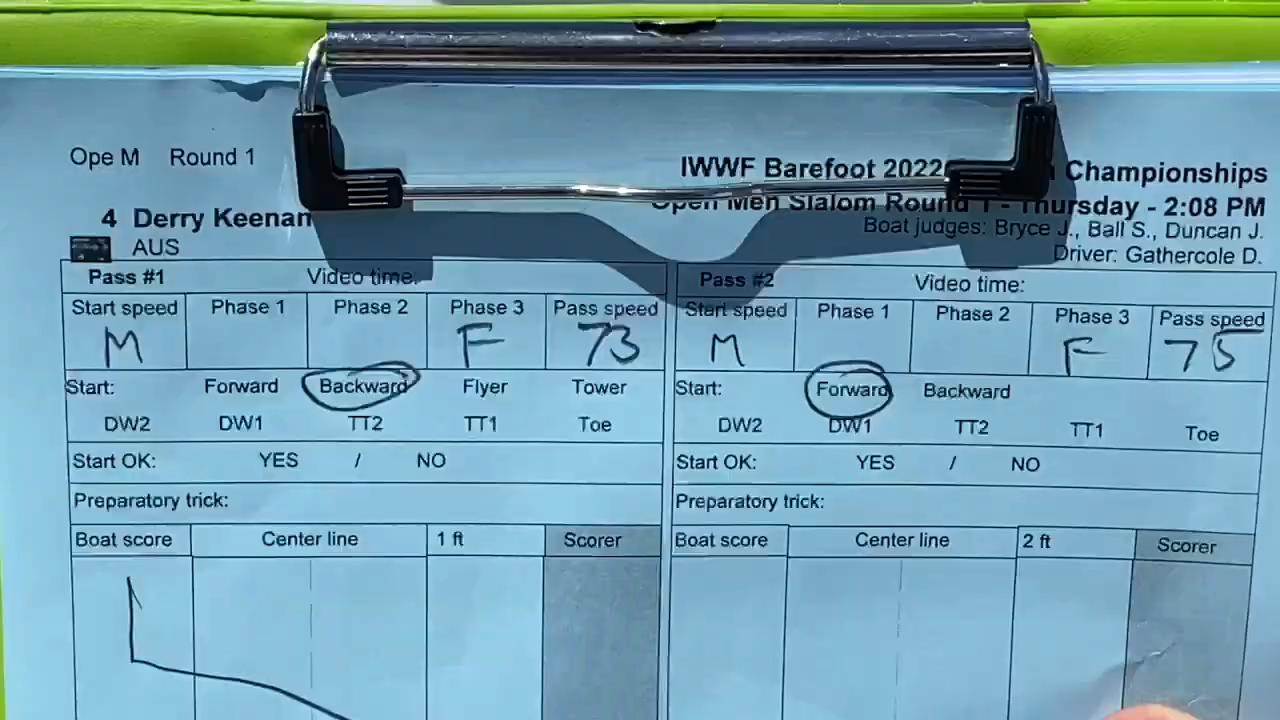 Ope M Round 1
IWWF Barefoot 2022 Championships
Open Men Slalom Round 1 - Thursday - 2:08 PM
4 Derry Keenan
Boat judges: Bryce J., Ball S., Duncan J.
AUS
Driver: Gathercole D.
Pass #1 Video time: Pass #2 Video time:
Start speed Phase 1 Phase 2 Phase 3 Pass speed Start speed Phase 1 Phase 2 Phase 3 Pass speed
M F 73 M F 75
Start: Forward Backward Flyer Tower Start: Forward Backward
DW2 DW1 TT2 TT1 Toe DW2 DW1 TT2 TT1 Toe
Start OK: YES / NO Start OK: YES / NO
Preparatory trick: Preparatory trick:
Boat score Center line 1 ft Scorer Boat score Center line 2 ft Scorer